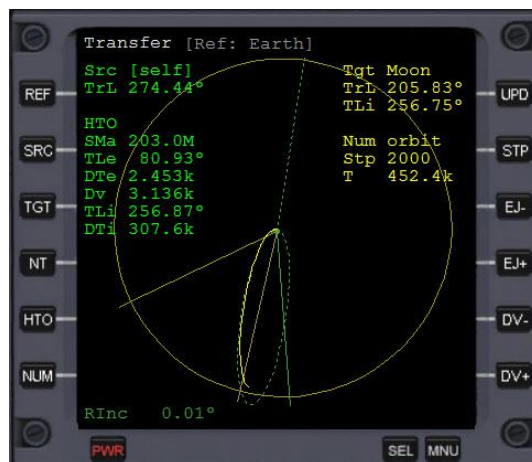 Transfer [Ref: Earth]
Src [self]
TrL 274.44°
HTO
SMa 203.0M
TLe 80.93°
DTe 2.453k
Dv 3.136k
TLi 256.87°
DTi 307.6k
Tgt Moon
TrL 205.83°
TLi 256.75°
Num orbit
Stp 2000
T 452.4k
RInc 0.01°
REF
SRC
TGT
NT
HTO
NUM
UPD
STP
EJ-
EJ+
DV-
DV+
PWR
SEL
MNU